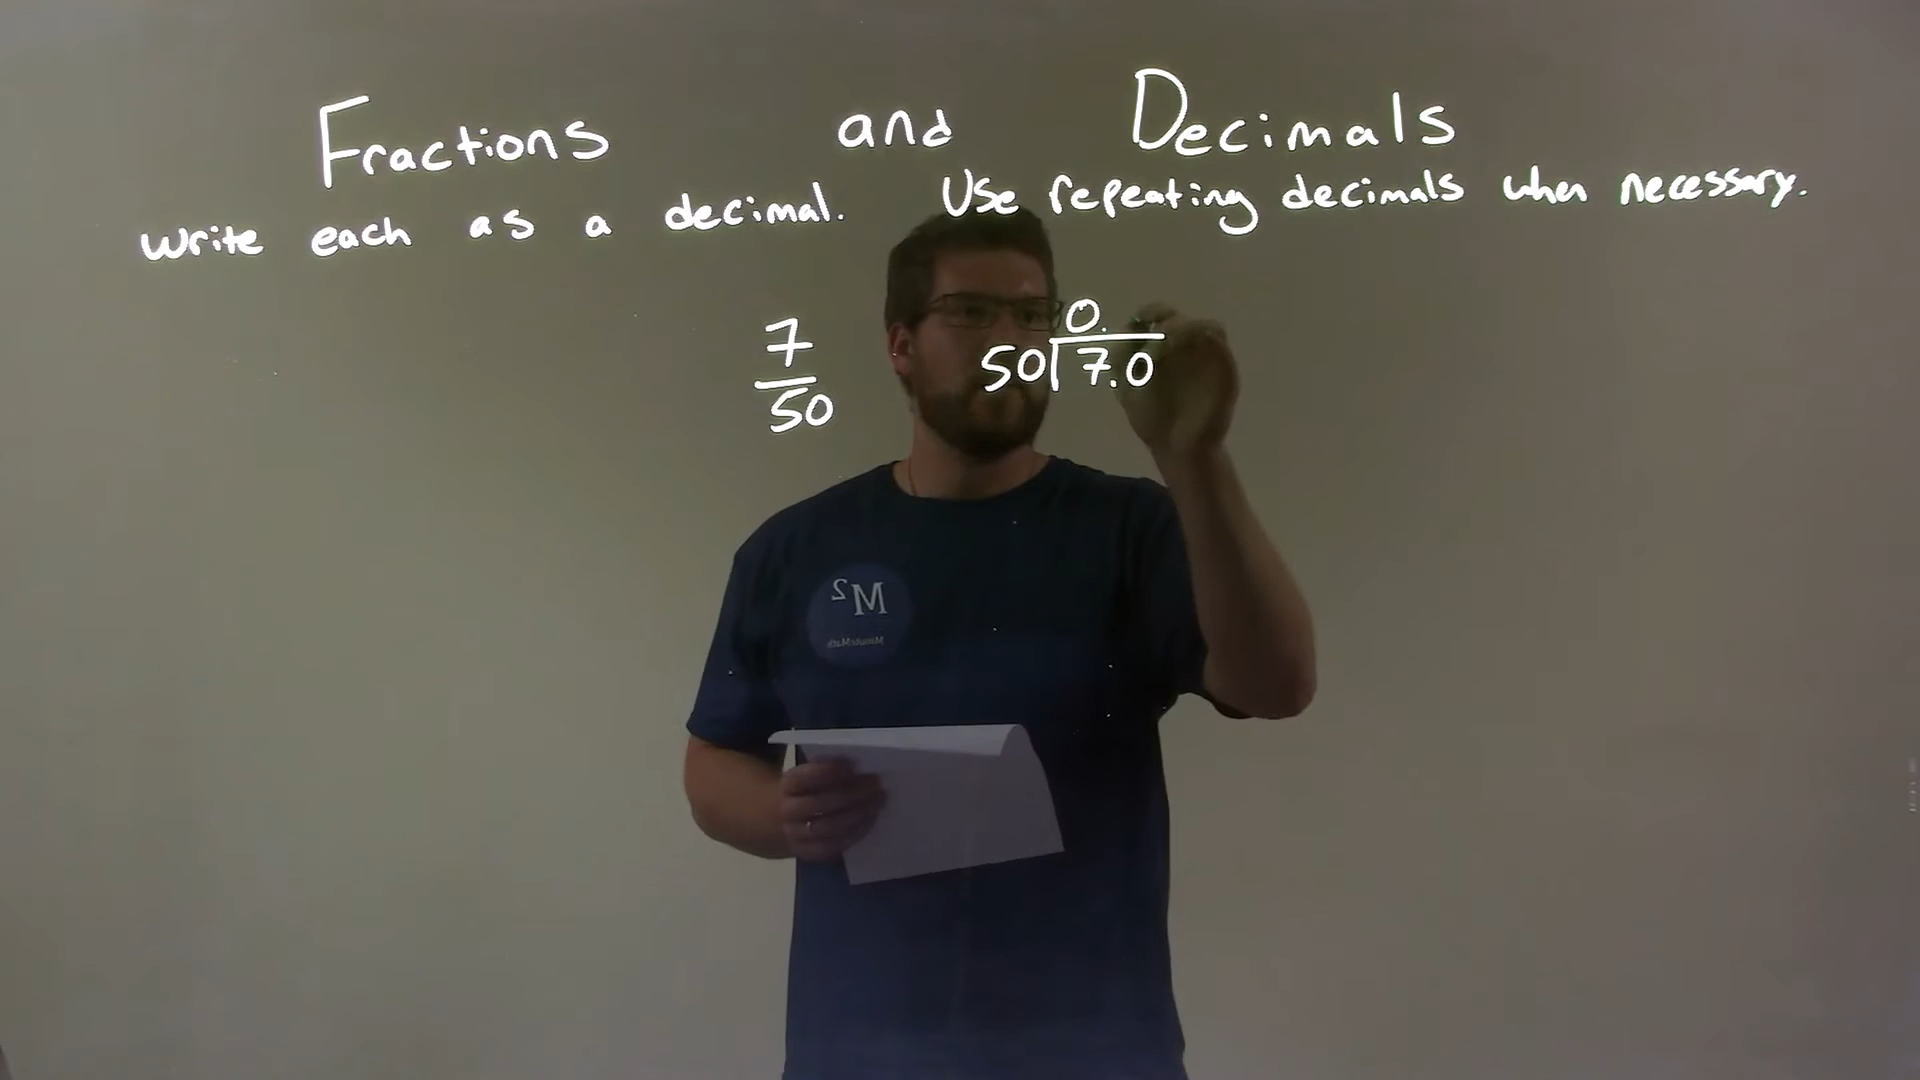 Fractions and Decimals
Write each as a decimal. Use repeating decimals when necessary.
7
50
0.
50 7.0
M2